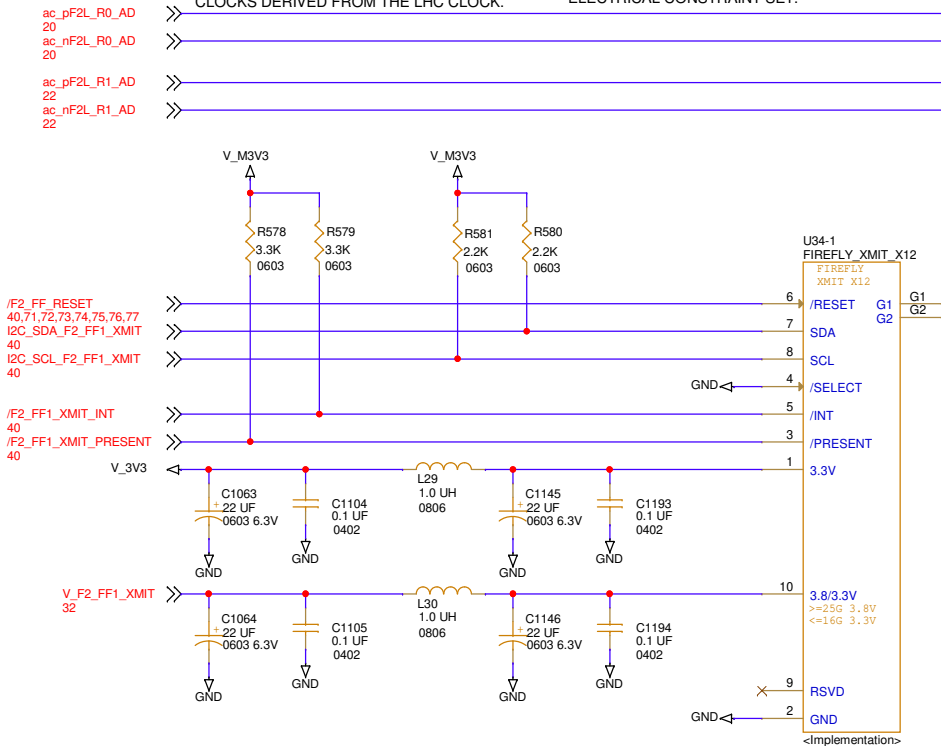 CLOCKS DERIVED FROM THE LHC CLOCK.
ELECTRICAL CONSTRAINT SET.
ac_pF2L_R0_AD
20
ac_nF2L_R0_AD
20
ac_pF2L_R1_AD
22
ac_nF2L_R1_AD
22
V_M3V3
V_M3V3
R578
3.3K
0603
R579
3.3K
0603
R581
2.2K
0603
R580
2.2K
0603
U34-1
FIREFLY_XMIT_X12
FIREFLY
XMIT X12
/F2_FF_RESET
40,71,72,73,74,75,76,77
6
/RESET
G1
G1
G2
G2
I2C_SDA_F2_FF1_XMIT
40
7
SDA
I2C_SCL_F2_FF1_XMIT
40
8
SCL
GND
4
/SELECT
/F2_FF1_XMIT_INT
40
5
/INT
/F2_FF1_XMIT_PRESENT
40
3
/PRESENT
V_3V3
1
3.3V
C1063
22 UF
0603 6.3V
C1104
0.1 UF
0402
L29
1.0 UH
0806
C1145
22 UF
0603 6.3V
C1193
0.1 UF
0402
GND
GND
GND
GND
V_F2_FF1_XMIT
32
10
3.8/3.3V
>=25G 3.8V
<=16G 3.3V
C1064
22 UF
0603 6.3V
C1105
0.1 UF
0402
L30
1.0 UH
0806
C1146
22 UF
0603 6.3V
C1194
0.1 UF
0402
GND
GND
GND
GND
9
RSVD
GND
2
GND
<Implementation>